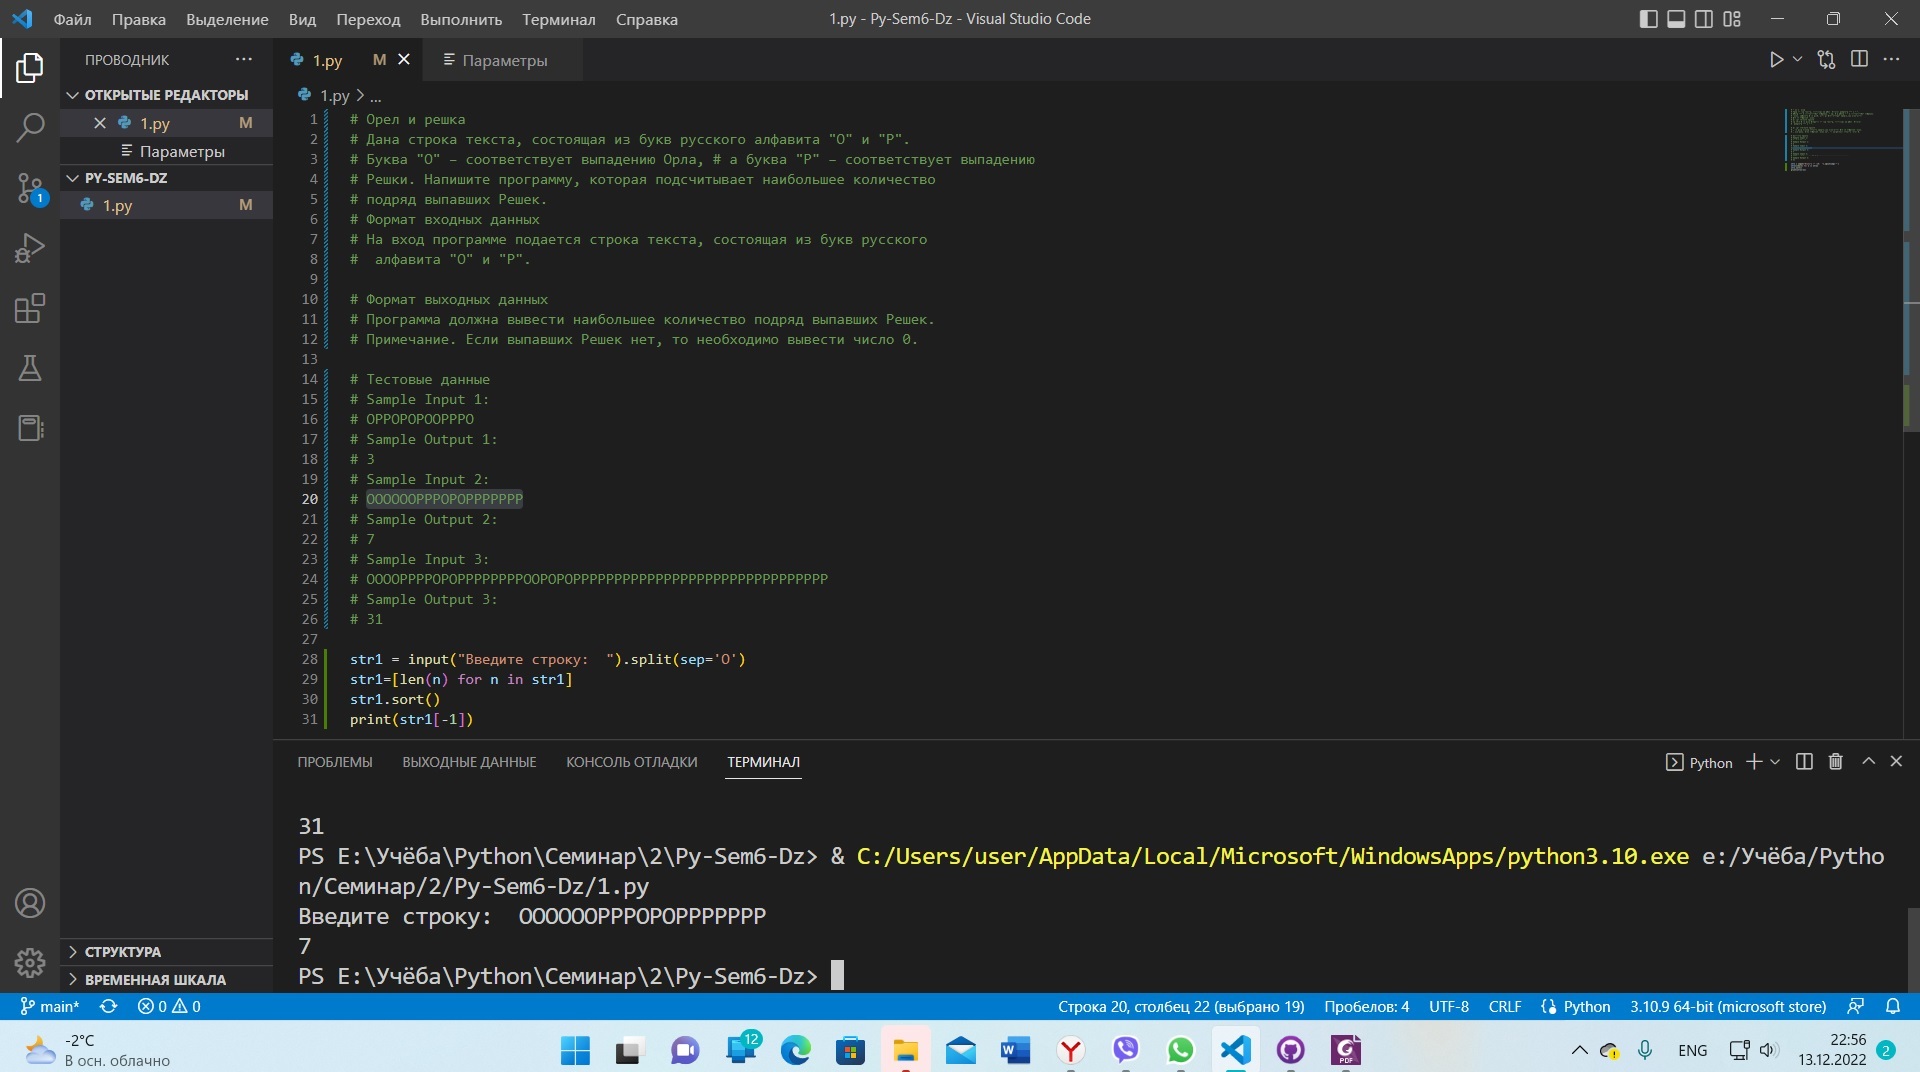 Файл Правка Выделение Вид Переход Выполнить Терминал Справка
1.py - Py-Sem6-Dz - Visual Studio Code
ПРОВОДНИК
ОТКРЫТЫЕ РЕДАКТОРЫ
1.py M
Параметры
PY-SEM6-DZ
1.py M
1
СТРУКТУРА
ВРЕМЕННАЯ ШКАЛА
1.py M
Параметры
1.py > ...
1 # Орел и решка
2 # Дана строка текста, состоящая из букв русского алфавита "О" и "Р".
3 # Буква "О" – соответствует выпадению Орла, # а буква "Р" – соответствует выпадению
4 # Решки. Напишите программу, которая подсчитывает наибольшее количество
5 # подряд выпавших Решек.
6 # Формат входных данных
7 # На вход программе подается строка текста, состоящая из букв русского
8 #  алфавита "О" и "Р".
9
10 # Формат выходных данных
11 # Программа должна вывести наибольшее количество подряд выпавших Решек.
12 # Примечание. Если выпавших Решек нет, то необходимо вывести число 0.
13
14 # Тестовые данные
15 # Sample Input 1:
16 # ОРРОРОРООРРРО
17 # Sample Output 1:
18 # 3
19 # Sample Input 2:
20 # ООООООРРРОРОРРРРРРР
21 # Sample Output 2:
22 # 7
23 # Sample Input 3:
24 # ООООРРРРОРОРРРРРРРРООРОРОРРРРРРРРРРРРРРРРРРРРРРРРРРРРРРР
25 # Sample Output 3:
26 # 31
27
28 str1 = input("Введите строку:  ").split(sep='О')
29 str1=[len(n) for n in str1]
30 str1.sort()
31 print(str1[-1])
ПРОБЛЕМЫ ВЫХОДНЫЕ ДАННЫЕ КОНСОЛЬ ОТЛАДКИ ТЕРМИНАЛ
Python
31
PS E:\Учёба\Python\Семинар\2\Py-Sem6-Dz> & C:/Users/user/AppData/Local/Microsoft/WindowsApps/python3.10.exe e:/Учёба/Pytho
n/Семинар/2/Py-Sem6-Dz/1.py
Введите строку:  ООООООРРРОРОРРРРРРР
7
PS E:\Учёба\Python\Семинар\2\Py-Sem6-Dz>
main* 0 0 Строка 20, столбец 22 (выбрано 19) Пробелов: 4 UTF-8 CRLF Python 3.10.9 64-bit (microsoft store)
-2°C
В осн. облачно
12
ENG
22:56
13.12.2022
2